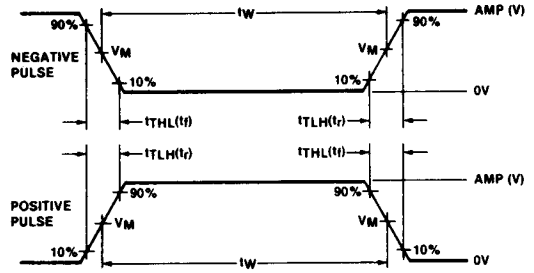 tW
AMP (V)
90%
90%
NEGATIVE
PULSE
VM
VM
10%
10%
0V
tTHL(tf)
tTLH(tr)
tTLH(tr)
tTHL(tf)
AMP (V)
POSITIVE
PULSE
90%
90%
VM
VM
10%
10%
tW
0V